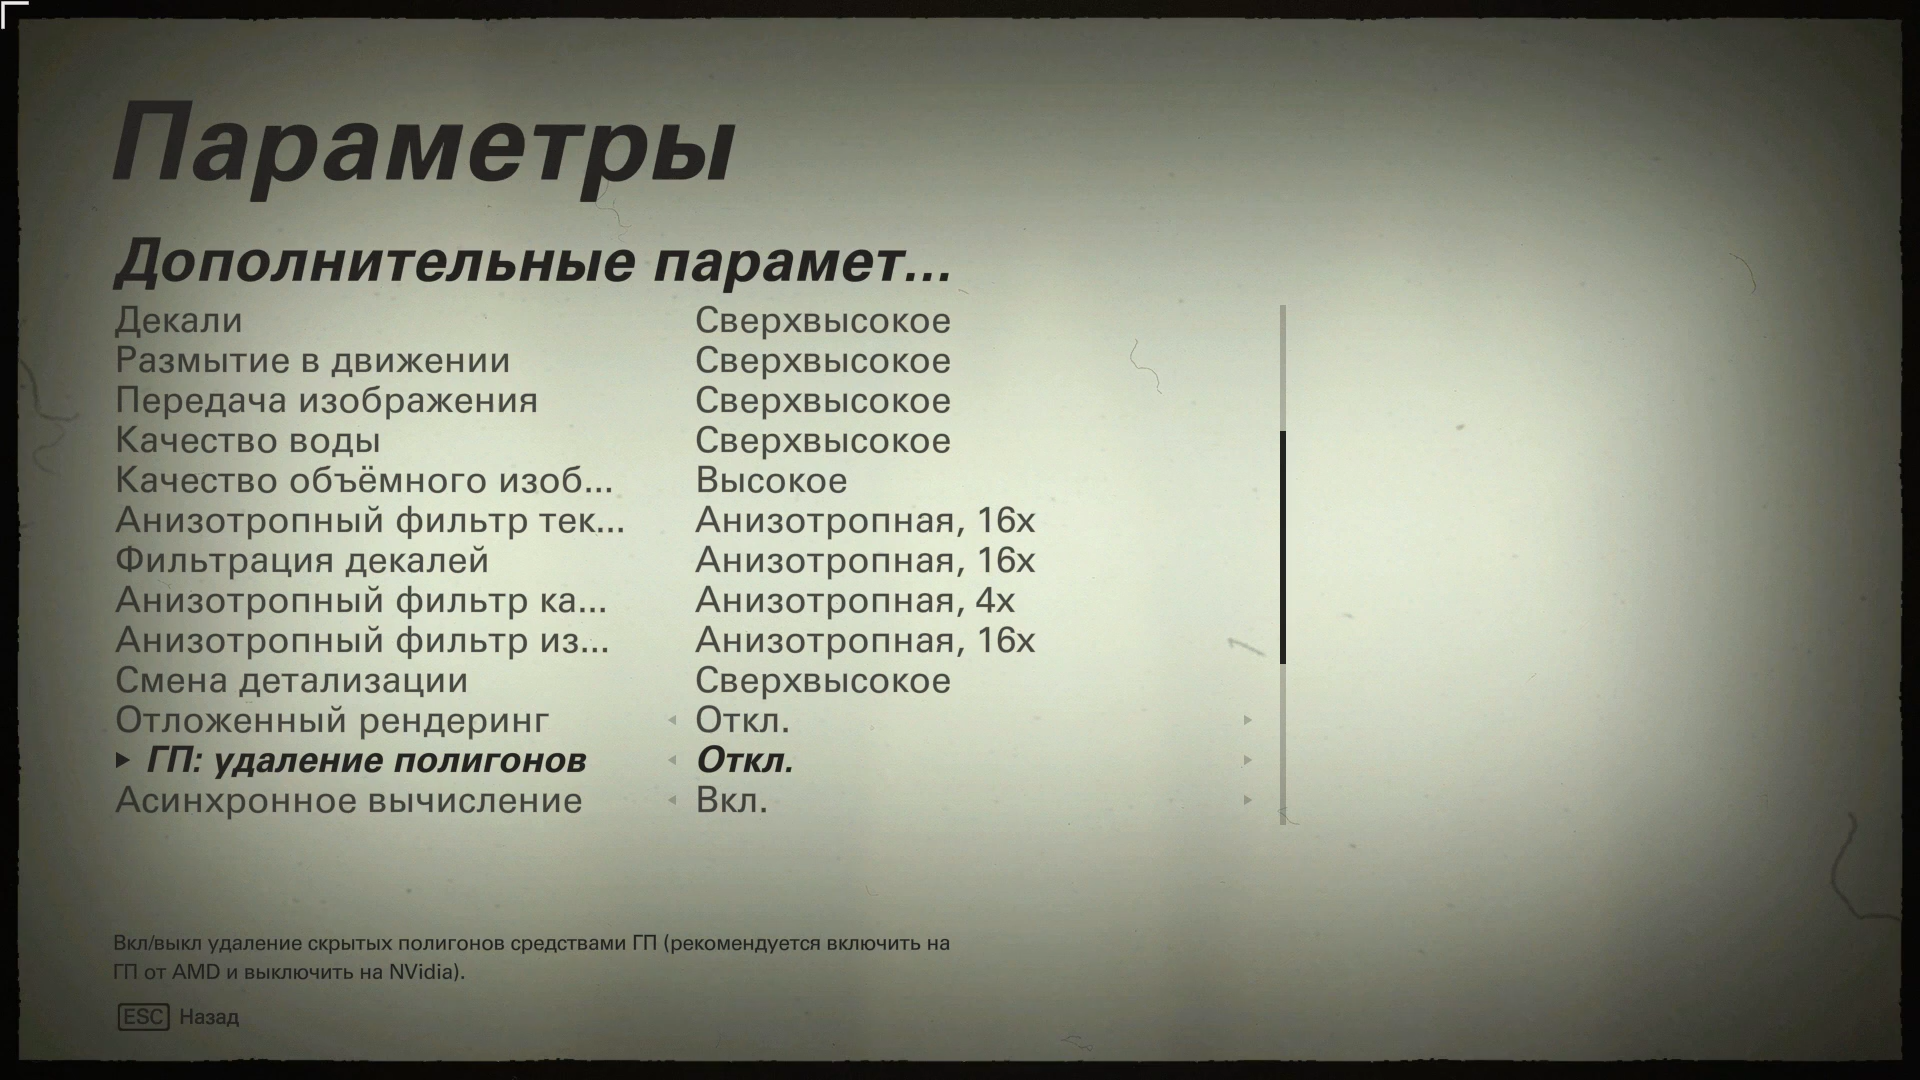 Параметры
Дополнительные парамет...
Декали Сверхвысокое
Размытие в движении Сверхвысокое
Передача изображения Сверхвысокое
Качество воды Сверхвысокое
Качество объёмного изоб... Высокое
Анизотропный фильтр тек... Анизотропная, 16x
Фильтрация декалей Анизотропная, 16x
Анизотропный фильтр ка... Анизотропная, 4x
Анизотропный фильтр из... Анизотропная, 16x
Смена детализации Сверхвысокое
Отложенный рендеринг Откл.
ГП: удаление полигонов Откл.
Асинхронное вычисление Вкл.
Вкл/выкл удаление скрытых полигонов средствами ГП (рекомендуется включить на
ГП от AMD и выключить на NVidia).
ESC Назад